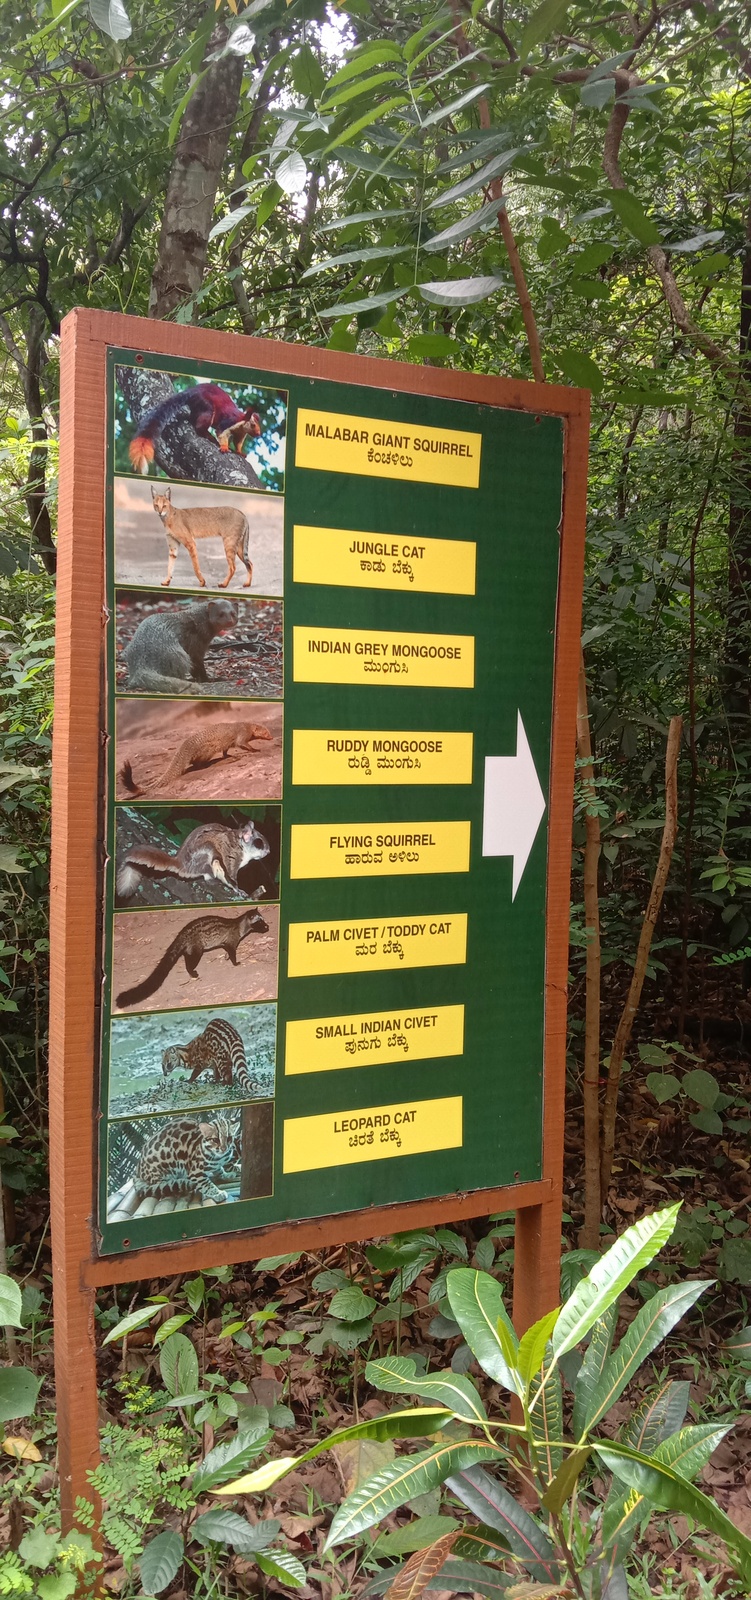 MALABAR GIANT SQUIRREL
ಕೆಂಚಳಿಲು
JUNGLE CAT
ಕಾಡು ಬೆಕ್ಕು
INDIAN GREY MONGOOSE
ಮುಂಗುಸಿ
RUDDY MONGOOSE
ರುಡ್ಡಿ ಮುಂಗುಸಿ
FLYING SQUIRREL
ಹಾರುವ ಅಳಿಲು
PALM CIVET / TODDY CAT
ಮರ ಬೆಕ್ಕು
SMALL INDIAN CIVET
ಪುನುಗು ಬೆಕ್ಕು
LEOPARD CAT
ಚಿರತೆ ಬೆಕ್ಕು